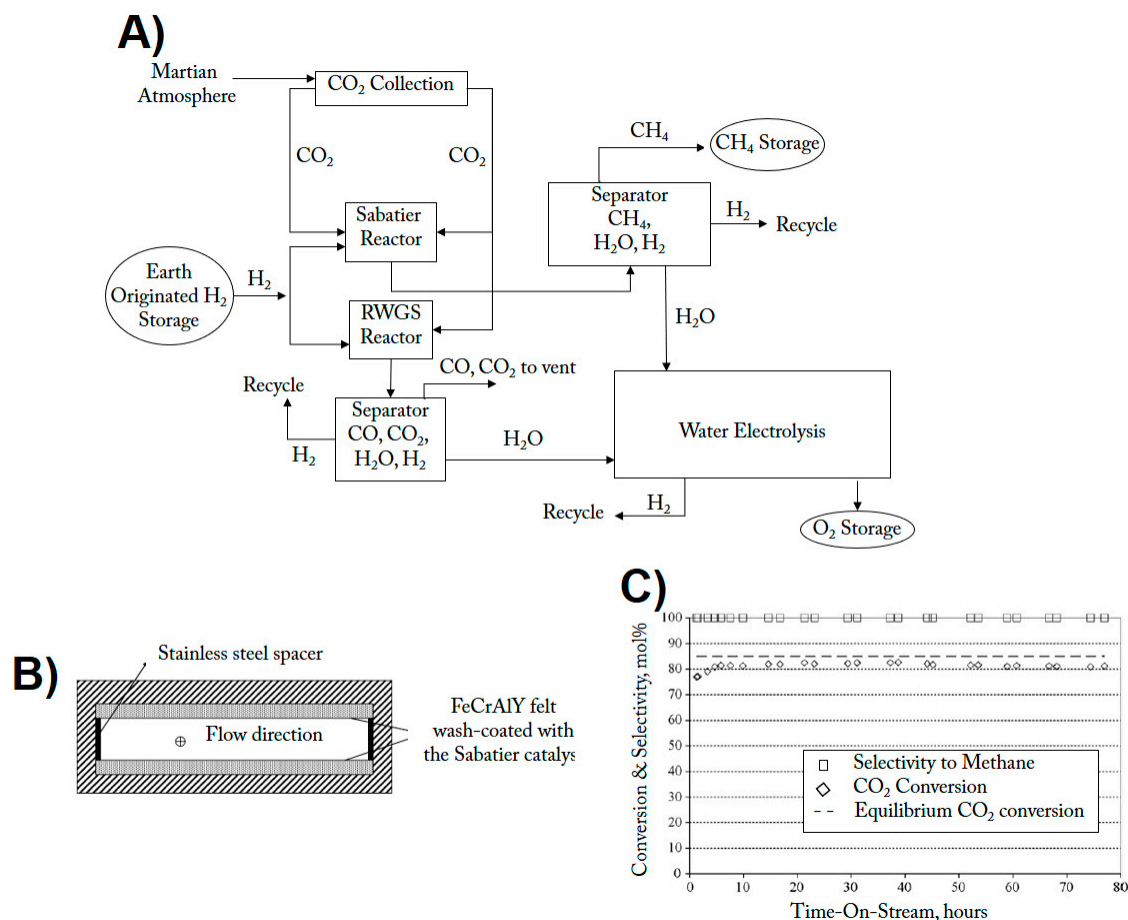 A)
Martian
Atmosphere
CO₂ Collection
CO₂
CO₂
CH₄
CH₄ Storage
Sabatier
Reactor
Separator
CH₄,
H₂O, H₂
H₂
Recycle
Earth
Originated H₂
Storage
H₂
RWGS
Reactor
H₂O
CO, CO₂ to vent
Recycle
H₂
Separator
CO, CO₂,
H₂O, H₂
H₂O
Water Electrolysis
H₂
Recycle
O₂ Storage
B)
Stainless steel spacer
Flow direction
FeCrAlY felt
wash-coated with
the Sabatier catalys
C)
Conversion & Selectivity, mol%
100
90
80
70
60
50
40
30
20
10
0
Selectivity to Methane
CO₂ Conversion
Equilibrium CO₂ conversion
0 10 20 30 40 50 60 70 80
Time-On-Stream, hours